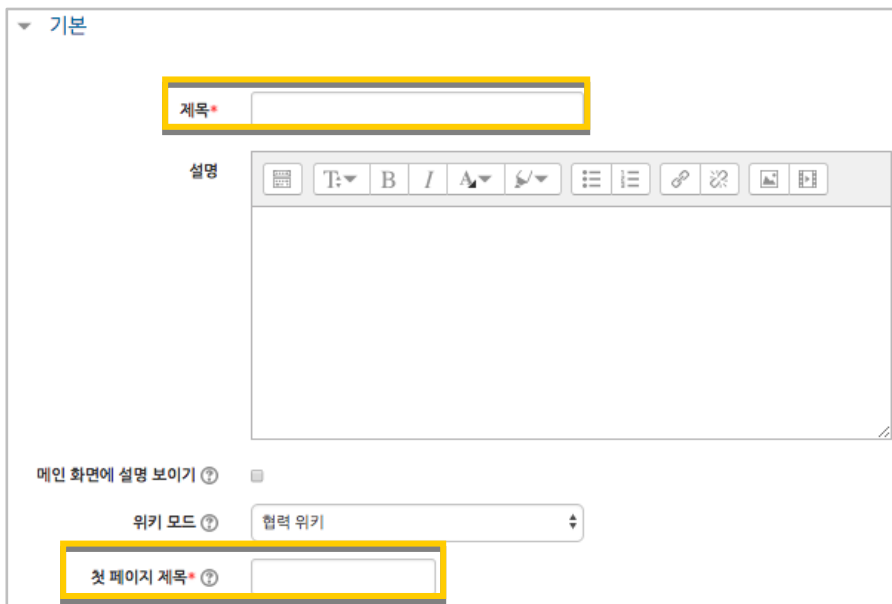 기본
제목*
설명
메인 화면에 설명 보이기
위키 모드
협력 위키
첫 페이지 제목*